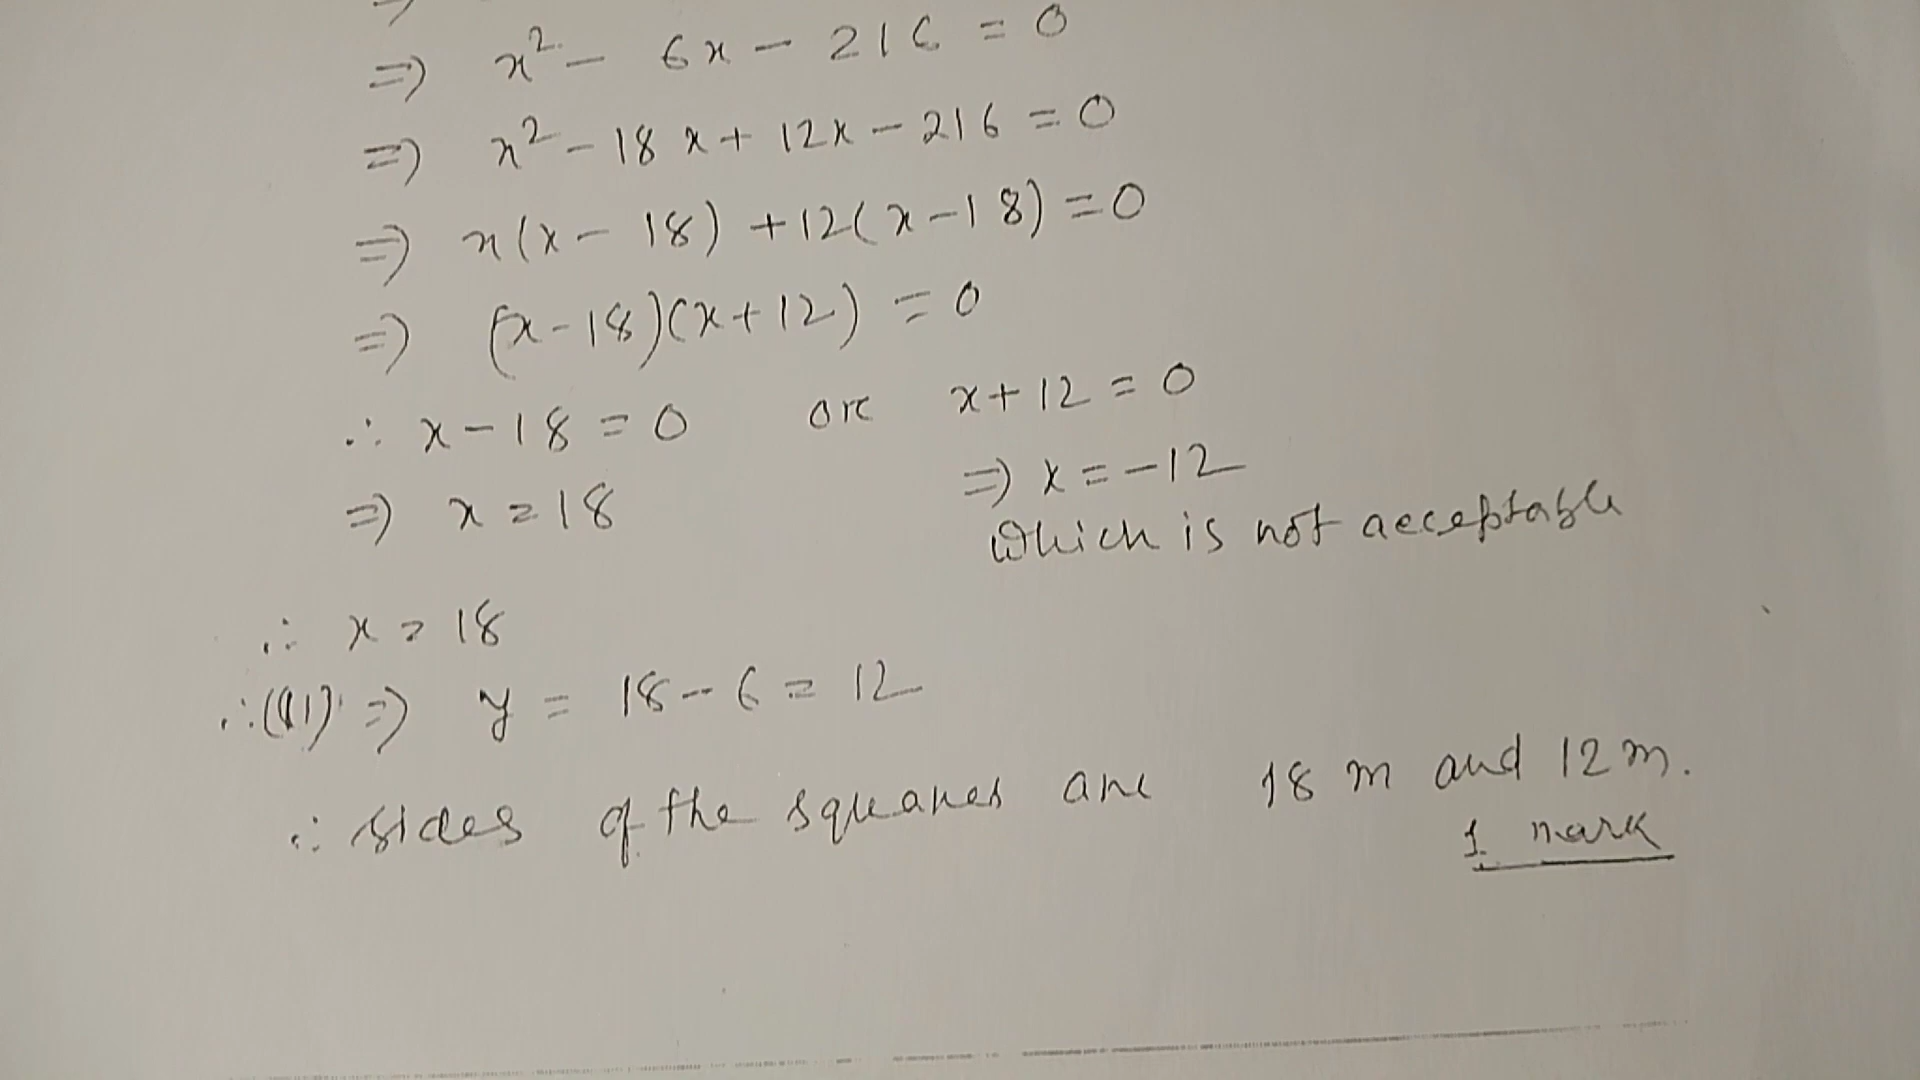 ⇒
⇒ x² - 6x - 216 = 0
⇒ x² - 18x + 12x - 216 = 0
⇒ x(x - 18) + 12(x - 18) = 0
⇒ (x - 18)(x + 12) = 0
∴ x - 18 = 0 or x + 12 = 0
⇒ x = 18 ⇒ x = -12
which is not acceptable
∴ x = 18
∴ (II) ⇒ y = 18 - 6 = 12
∴ sides of the squares are 18 m and 12 m.
1 mark